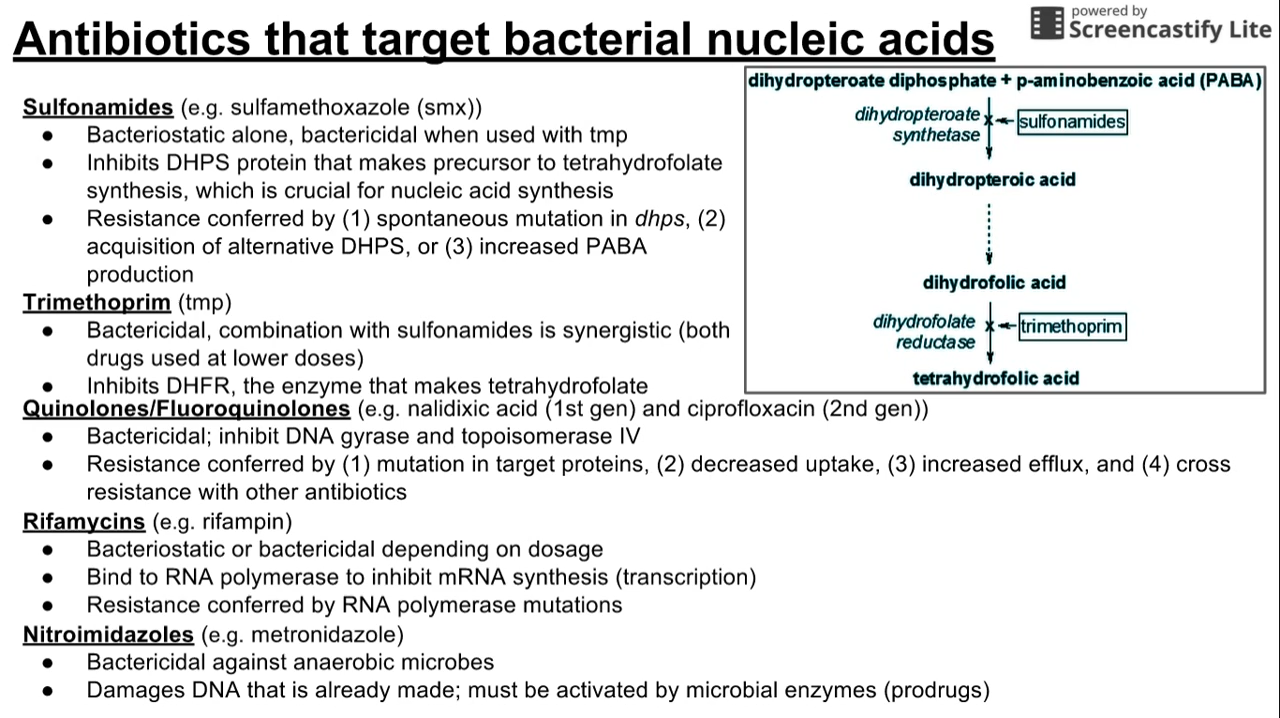 Antibiotics that target bacterial nucleic acids
powered by
Screencastify Lite
Sulfonamides (e.g. sulfamethoxazole (smx))
● Bacteriostatic alone, bactericidal when used with tmp
● Inhibits DHPS protein that makes precursor to tetrahydrofolate
synthesis, which is crucial for nucleic acid synthesis
● Resistance conferred by (1) spontaneous mutation in dhps, (2)
acquisition of alternative DHPS, or (3) increased PABA
production
Trimethoprim (tmp)
● Bactericidal, combination with sulfonamides is synergistic (both
drugs used at lower doses)
● Inhibits DHFR, the enzyme that makes tetrahydrofolate
dihydropteroate diphosphate + p-aminobenzoic acid (PABA)
dihydropteroate
synthetase
sulfonamides
dihydropteroic acid
dihydrofolic acid
dihydrofolate
reductase
trimethoprim
tetrahydrofolic acid
Quinolones/Fluoroquinolones (e.g. nalidixic acid (1st gen) and ciprofloxacin (2nd gen))
● Bactericidal; inhibit DNA gyrase and topoisomerase IV
● Resistance conferred by (1) mutation in target proteins, (2) decreased uptake, (3) increased efflux, and (4) cross
resistance with other antibiotics
Rifamycins (e.g. rifampin)
● Bacteriostatic or bactericidal depending on dosage
● Bind to RNA polymerase to inhibit mRNA synthesis (transcription)
● Resistance conferred by RNA polymerase mutations
Nitroimidazoles (e.g. metronidazole)
● Bactericidal against anaerobic microbes
● Damages DNA that is already made; must be activated by microbial enzymes (prodrugs)